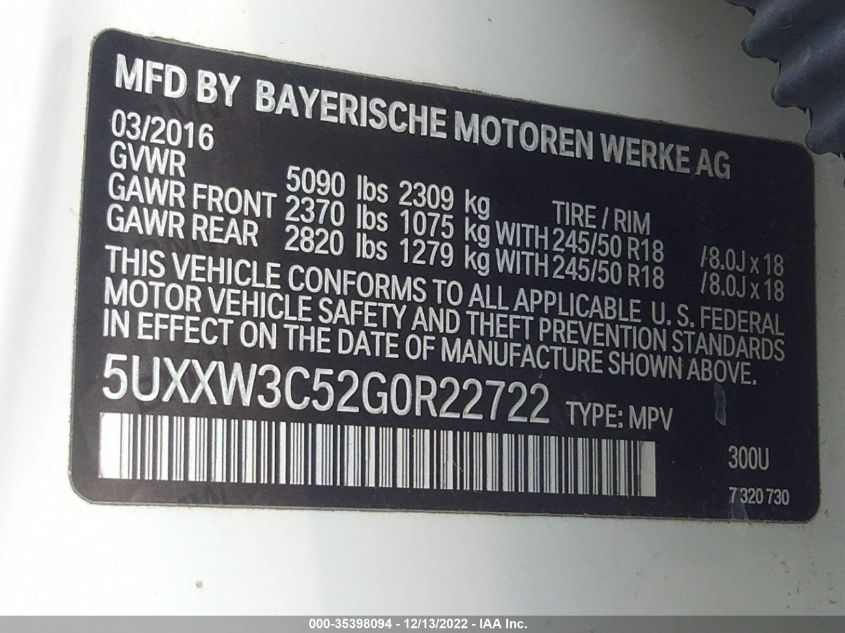 MFD BY BAYERISCHE MOTOREN WERKE AG
03/2016
GVWR 5090 lbs 2309 kg TIRE / RIM
GAWR FRONT 2370 lbs 1075 kg WITH 245/50 R18 /8.0J x 18
GAWR REAR 2820 lbs 1279 kg WITH 245/50 R18 /8.0J x 18
THIS VEHICLE CONFORMS TO ALL APPLICABLE U. S. FEDERAL
MOTOR VEHICLE SAFETY AND THEFT PREVENTION STANDARDS
IN EFFECT ON THE DATE OF MANUFACTURE SHOWN ABOVE.
5UXXW3C52G0R22722 TYPE: MPV
300U
7 320 730
000-35398094 - 12/13/2022 - IAA Inc.